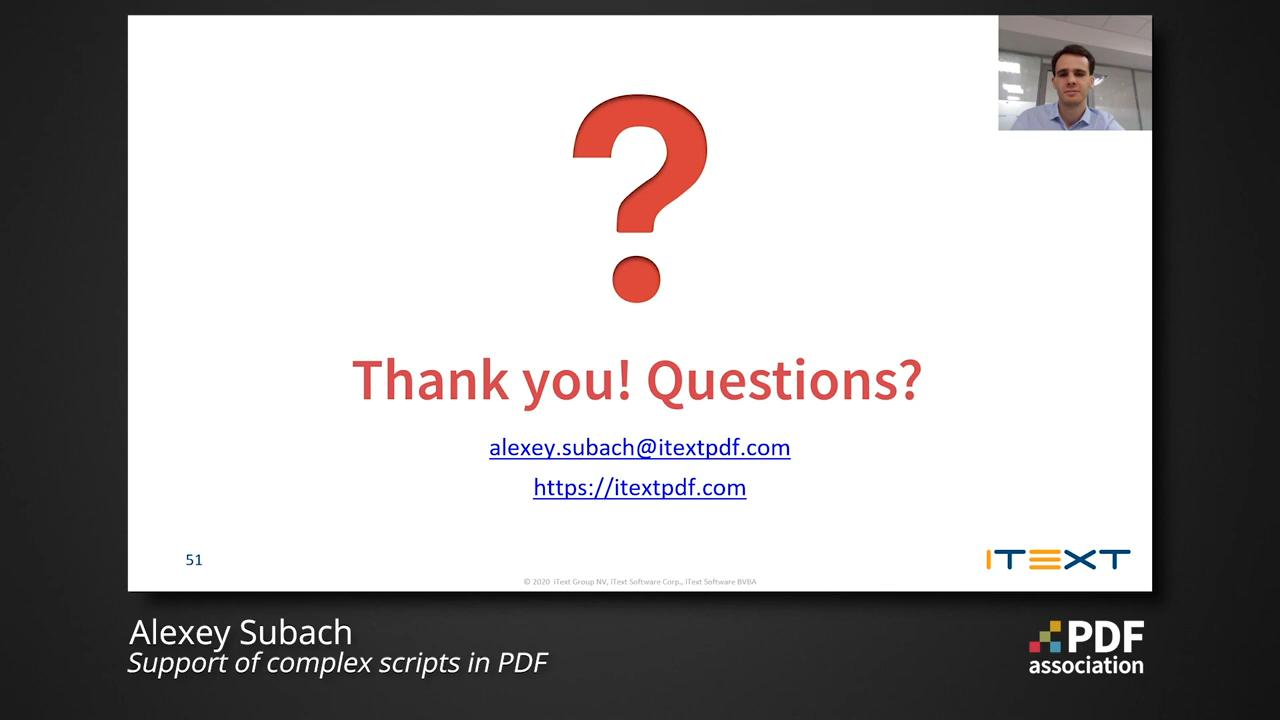 ?
Thank you! Questions?
alexey.subach@itextpdf.com
https://itextpdf.com
51
iTEXT
© 2020 iText Group NV, iText Software Corp., iText Software BVBA
Alexey Subach
Support of complex scripts in PDF
PDF
association